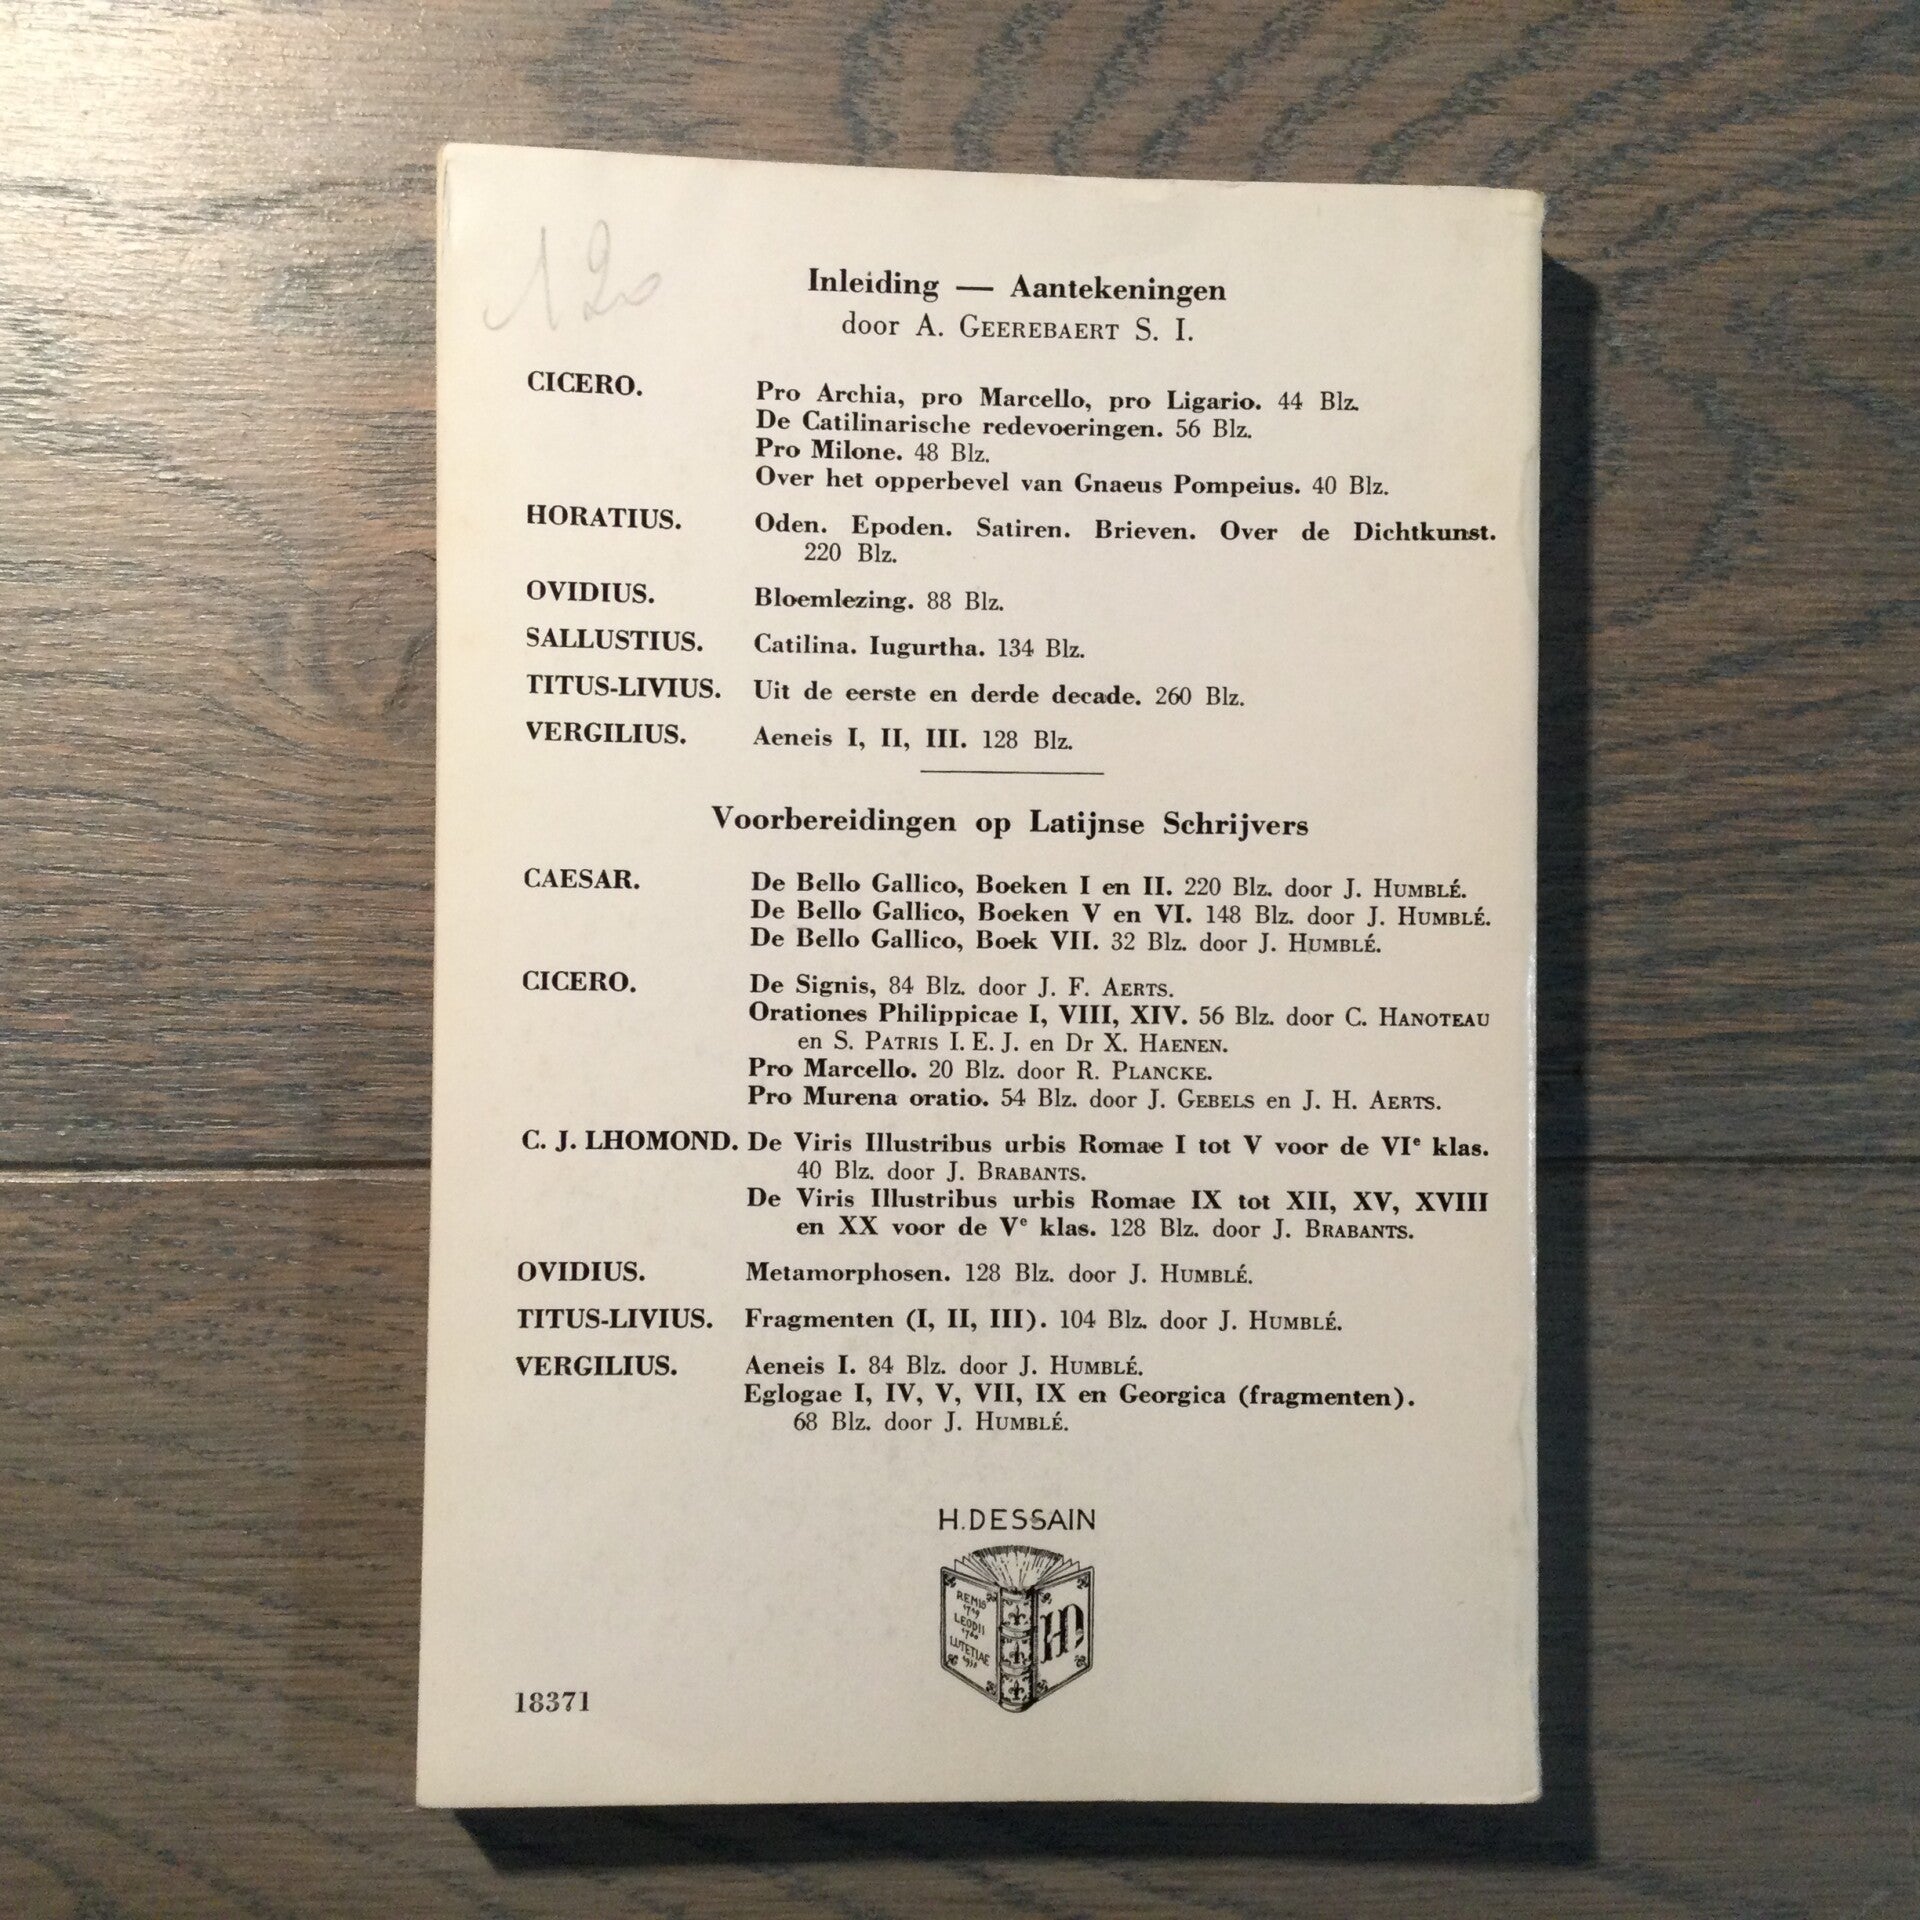 120
Inleiding — Aantekeningen
door A. GEEREBAERT S. I.
CICERO. Pro Archia, pro Marcello, pro Ligario. 44 Blz.
De Catilinarische redevoeringen. 56 Blz.
Pro Milone. 48 Blz.
Over het opperbevel van Gnaeus Pompeius. 40 Blz.
HORATIUS. Oden. Epoden. Satiren. Brieven. Over de Dichtkunst.
220 Blz.
OVIDIUS. Bloemlezing. 88 Blz.
SALLUSTIUS. Catilina. Iugurtha. 134 Blz.
TITUS-LIVIUS. Uit de eerste en derde decade. 260 Blz.
VERGILIUS. Aeneis I, II, III. 128 Blz.
Voorbereidingen op Latijnse Schrijvers
CAESAR. De Bello Gallico, Boeken I en II. 220 Blz. door J. HUMBLÉ.
De Bello Gallico, Boeken V en VI. 148 Blz. door J. HUMBLÉ.
De Bello Gallico, Boek VII. 32 Blz. door J. HUMBLÉ.
CICERO. De Signis, 84 Blz. door J. F. AERTS.
Orationes Philippicae I, VIII, XIV. 56 Blz. door C. HANOTEAU
en S. PATRIS I. E. J. en Dr X. HAENEN.
Pro Marcello. 20 Blz. door R. PLANCKE.
Pro Murena oratio. 54 Blz. door J. GEBELS en J. H. AERTS.
C. J. LHOMOND. De Viris Illustribus urbis Romae I tot V voor de VIe klas.
40 Blz. door J. BRABANTS.
De Viris Illustribus urbis Romae IX tot XII, XV, XVIII
en XX voor de Ve klas. 128 Blz. door J. BRABANTS.
OVIDIUS. Metamorphosen. 128 Blz. door J. HUMBLÉ.
TITUS-LIVIUS. Fragmenten (I, II, III). 104 Blz. door J. HUMBLÉ.
VERGILIUS. Aeneis I. 84 Blz. door J. HUMBLÉ.
Eglogae I, IV, V, VII, IX en Georgica (fragmenten).
68 Blz. door J. HUMBLÉ.
H. DESSAIN
REMIS
1719
LEODII
LUTETIAE
HD
18371